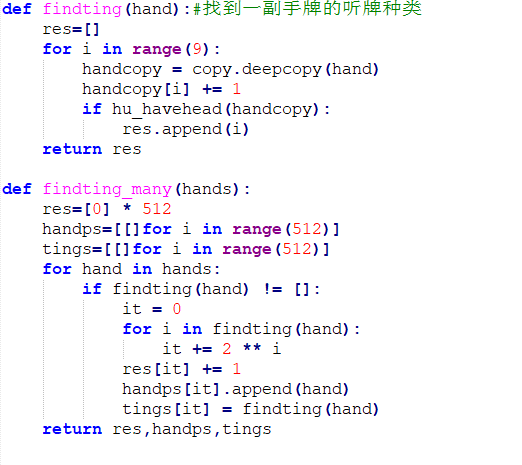 def findting(hand):#找到一副手牌的听牌种类
    res=[]
    for i in range(9):
        handcopy = copy.deepcopy(hand)
        handcopy[i] += 1
        if hu_havehead(handcopy):
            res.append(i)
    return res

def findting_many(hands):
    res=[0] * 512
    handps=[[]for i in range(512)]
    tings=[[]for i in range(512)]
    for hand in hands:
        if findting(hand) != []:
            it = 0
            for i in findting(hand):
                it += 2 ** i
            res[it] += 1
            handps[it].append(hand)
            tings[it] = findting(hand)
    return res,handps,tings